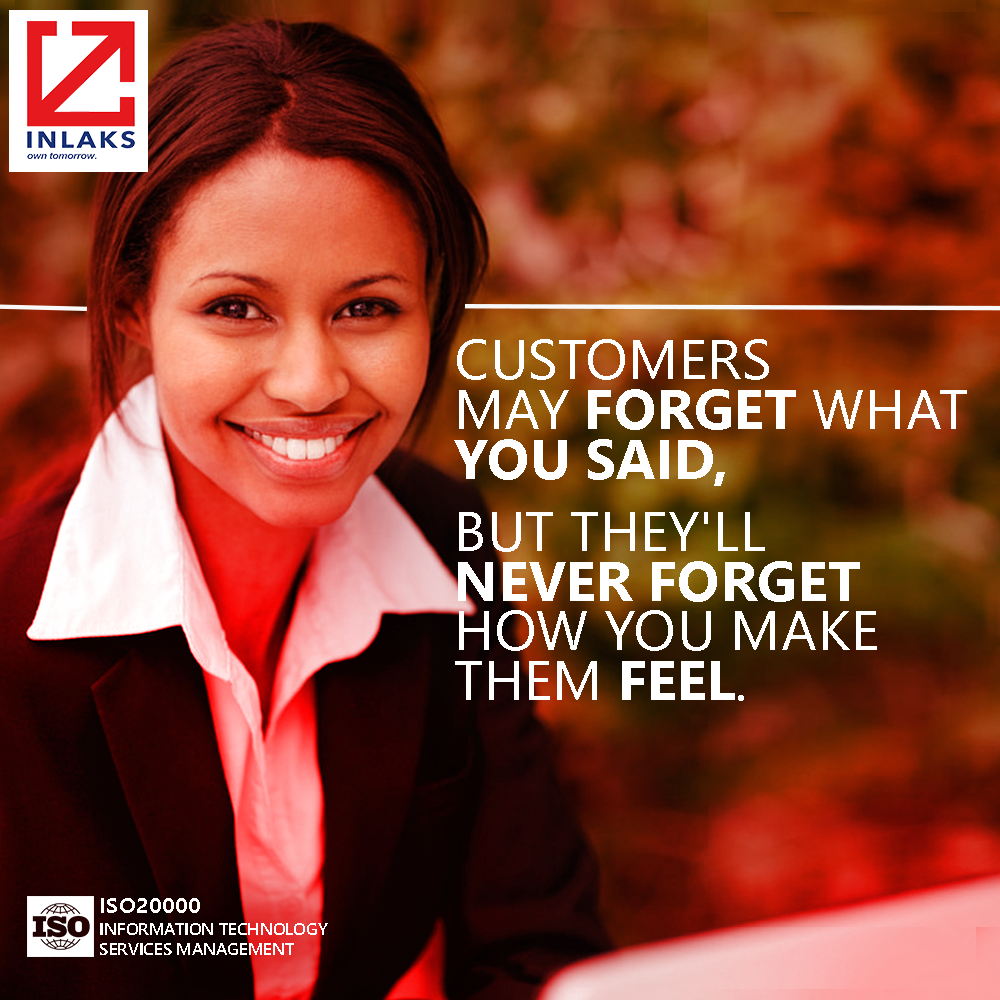 INLAKS
own tomorrow.
CUSTOMERS
MAY FORGET WHAT
YOU SAID,
BUT THEY'LL
NEVER FORGET
HOW YOU MAKE
THEM FEEL.
ISO
ISO20000
INFORMATION TECHNOLOGY
SERVICES MANAGEMENT